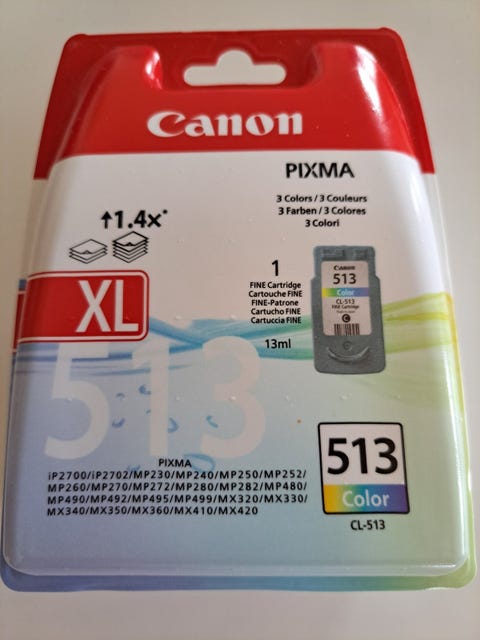 Canon
PIXMA
3 Colors / 3 Couleurs
3 Farben / 3 Colores
3 Colori
↑1.4x*
1
FINE Cartridge
Cartouche FINE
FINE-Patrone
Cartucho FINE
Cartuccia FINE
13ml
Canon
513
Color
CL-513
FINE Cartridge
C
XL
513
PIXMA
iP2700/iP2702/MP230/MP240/MP250/MP252/
MP260/MP270/MP272/MP280/MP282/MP480/
MP490/MP492/MP495/MP499/MX320/MX330/
MX340/MX350/MX360/MX410/MX420
513
Color
CL-513